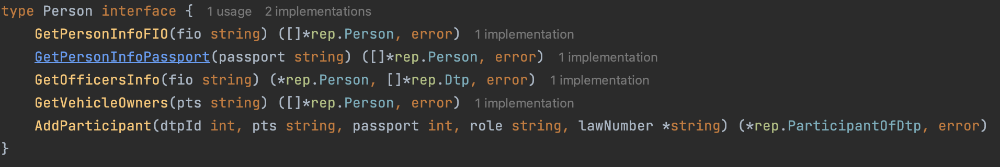 type Person interface { 1 usage 2 implementations
GetPersonInfoFIO(fio string) ([]*rep.Person, error) 1 implementation
GetPersonInfoPassport(passport string) ([]*rep.Person, error) 1 implementation
GetOfficersInfo(fio string) (*rep.Person, []*rep.Dtp, error) 1 implementation
GetVehicleOwners(pts string) ([]*rep.Person, error) 1 implementation
AddParticipant(dtpId int, pts string, passport int, role string, lawNumber *string) (*rep.ParticipantOfDtp, error)
}